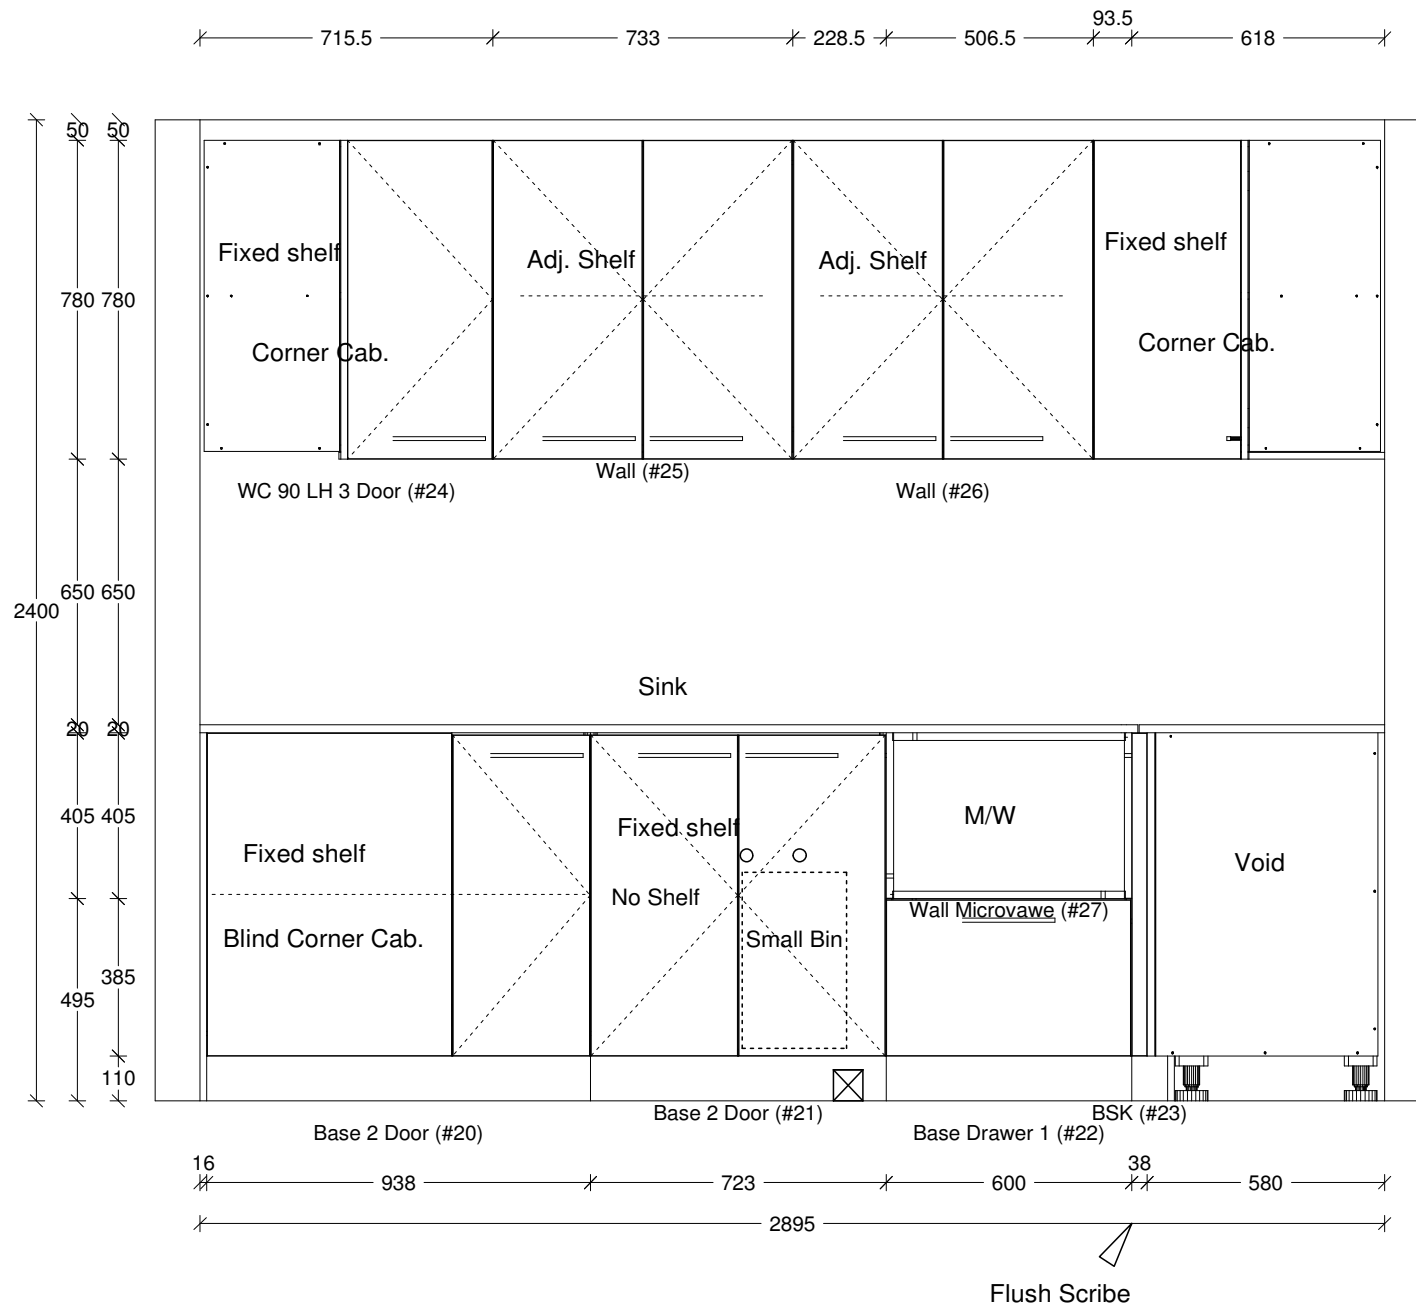 93.5
715.5
733
228.5
506.5
618
50
50
Fixed shelf
Adj. Shelf
Adj. Shelf
Fixed shelf
780
780
Corner Cab.
Corner Cab.
Wall (#25)
WC 90 LH 3 Door (#24)
Wall (#26)
650
650
2400
Sink
20
20
405
405
M/W
Fixed shelf
Fixed shelf
Void
No Shelf
Wall Microvawe (#27)
Blind Corner Cab.
Small Bin
385
495
110
Base 2 Door (#21)
BSK (#23)
Base 2 Door (#20)
Base Drawer 1 (#22)
16
38
938
723
600
580
2895
Flush Scribe